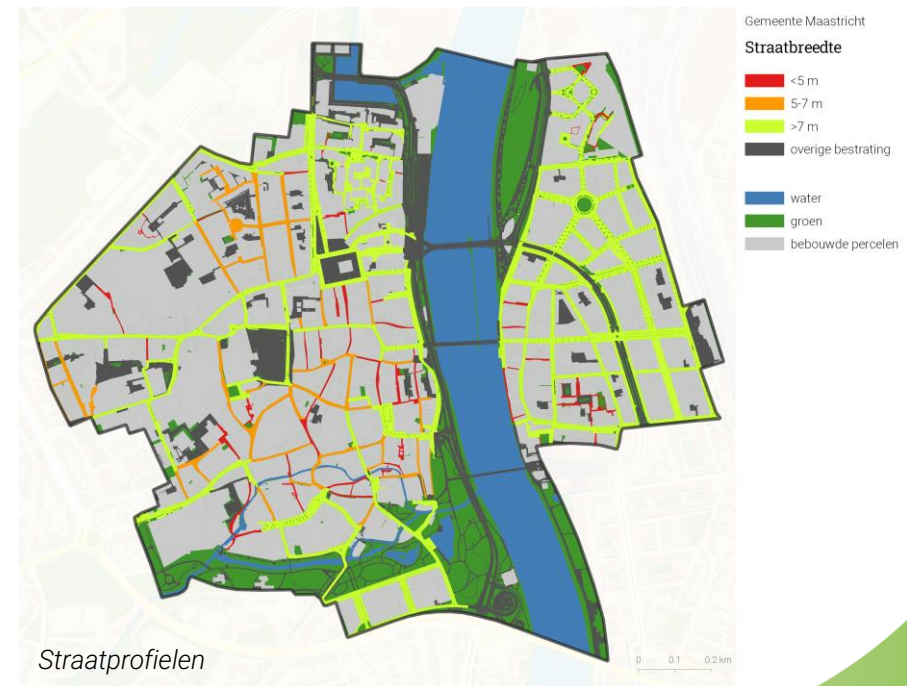 Gemeente Maastricht
Straatbreedte
<5 m
5-7 m
>7 m
overige bestrating
water
groen
bebouwde percelen
Straatprofielen
0 0.1 0.2 km